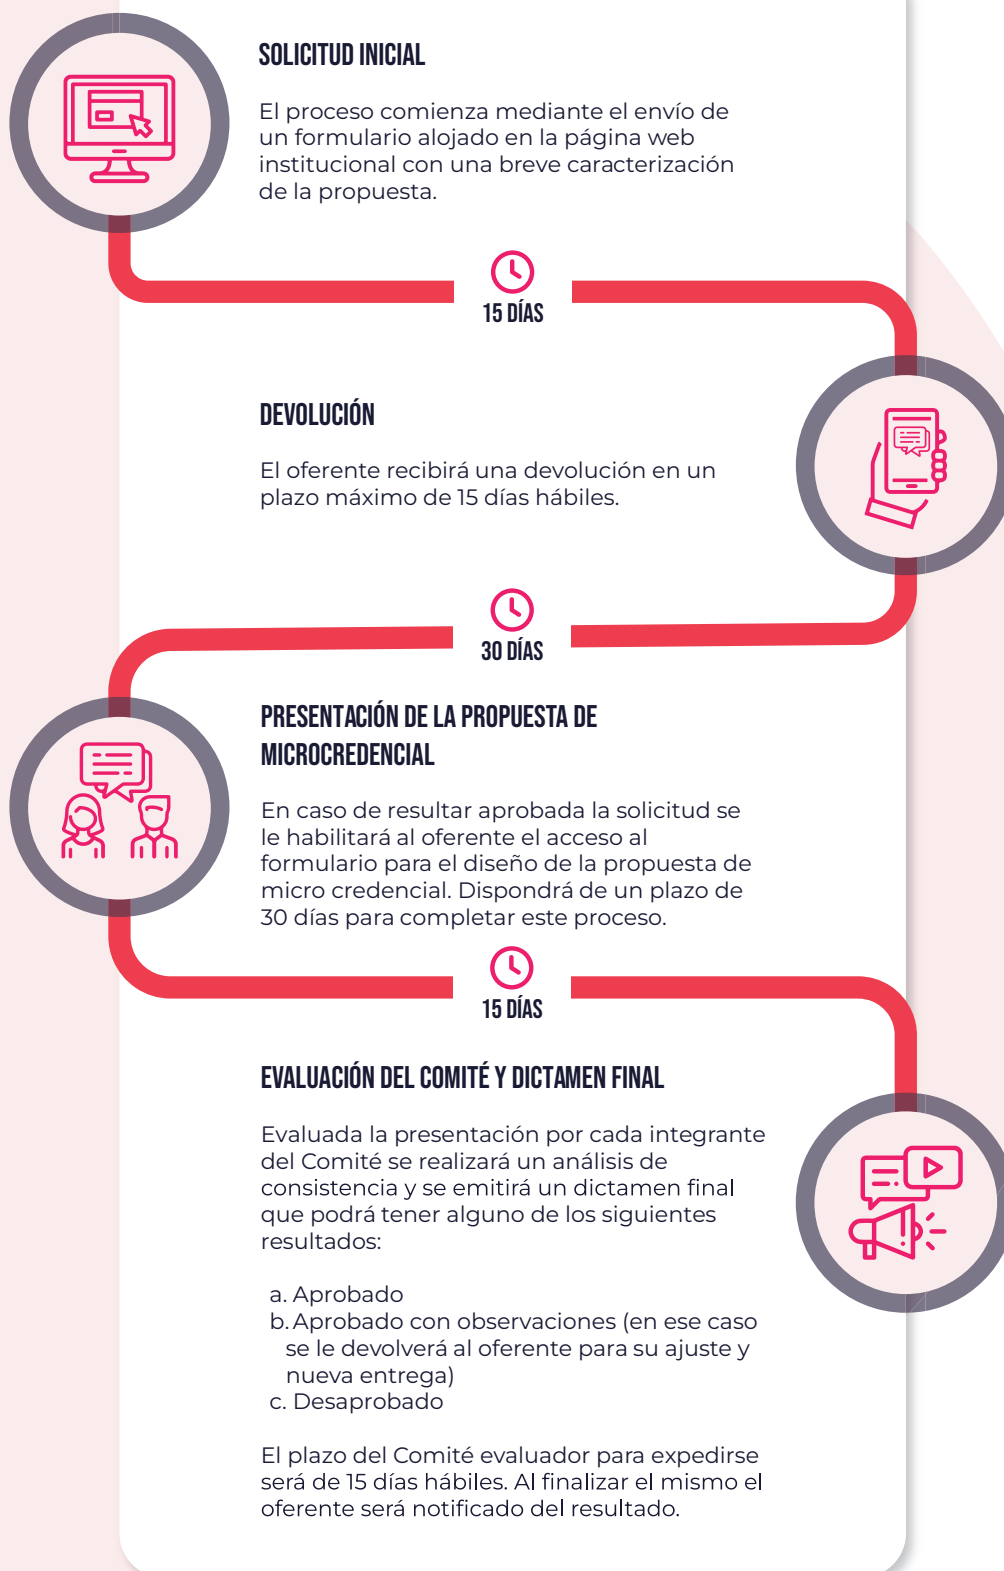 SOLICITUD INICIAL
El proceso comienza mediante el envío de
un formulario alojado en la página web
institucional con una breve caracterización
de la propuesta.
15 DÍAS
DEVOLUCIÓN
El oferente recibirá una devolución en un
plazo máximo de 15 días hábiles.
30 DÍAS
PRESENTACIÓN DE LA PROPUESTA DE
MICROCREDENCIAL
En caso de resultar aprobada la solicitud se
le habilitará al oferente el acceso al
formulario para el diseño de la propuesta de
micro credencial. Dispondrá de un plazo de
30 días para completar este proceso.
15 DÍAS
EVALUACIÓN DEL COMITÉ Y DICTAMEN FINAL
Evaluada la presentación por cada integrante
del Comité se realizará un análisis de
consistencia y se emitirá un dictamen final
que podrá tener alguno de los siguientes
resultados:
a. Aprobado
b. Aprobado con observaciones (en ese caso
se le devolverá al oferente para su ajuste y
nueva entrega)
c. Desaprobado
El plazo del Comité evaluador para expedirse
será de 15 días hábiles. Al finalizar el mismo el
oferente será notificado del resultado.